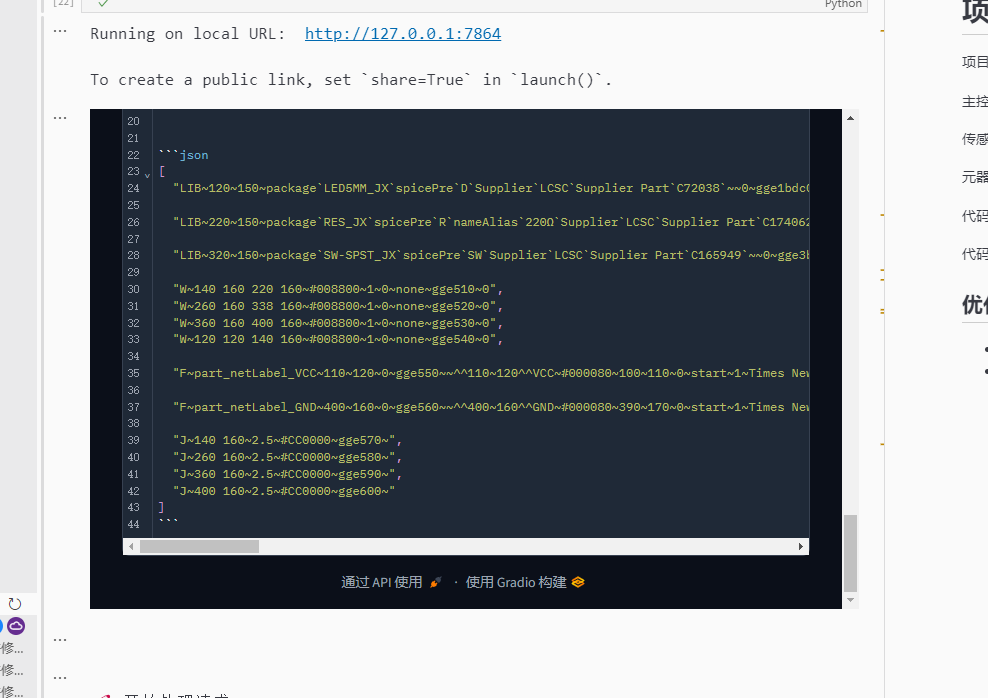 [22]
Python
Running on local URL:  http://127.0.0.1:7864
To create a public link, set `share=True` in `launch()`.
20
21
22 ```json
23 [
24 "LIB~120~150~package`LED5MM_JX`spicePre`D`Supplier`LCSC`Supplier Part`C72038`~~0~gge1bdc
25
26 "LIB~220~150~package`RES_JX`spicePre`R`nameAlias`220Ω`Supplier`LCSC`Supplier Part`C174062
27
28 "LIB~320~150~package`SW-SPST_JX`spicePre`SW`Supplier`LCSC`Supplier Part`C165949`~~0~gge3
29
30 "W~140 160 220 160~#008800~1~0~none~gge510~0",
31 "W~260 160 338 160~#008800~1~0~none~gge520~0",
32 "W~360 160 400 160~#008800~1~0~none~gge530~0",
33 "W~120 120 140 160~#008800~1~0~none~gge540~0",
34
35 "F~part_netLabel_VCC~110~120~0~gge550~~^^110~120^^VCC~#000080~100~110~0~start~1~Times New
36
37 "F~part_netLabel_GND~400~160~0~gge560~~^^400~160^^GND~#000080~390~170~0~start~1~Times New
38
39 "J~140 160~2.5~#CC0000~gge570~",
40 "J~260 160~2.5~#CC0000~gge580~",
41 "J~360 160~2.5~#CC0000~gge590~",
42 "J~400 160~2.5~#CC0000~gge600~"
43 ]
44 ```
通过 API 使用 · 使用 Gradio 构建
开始处理请求
修...
修...
修...
项
项目
主控
传感
元器
代码
代码
优